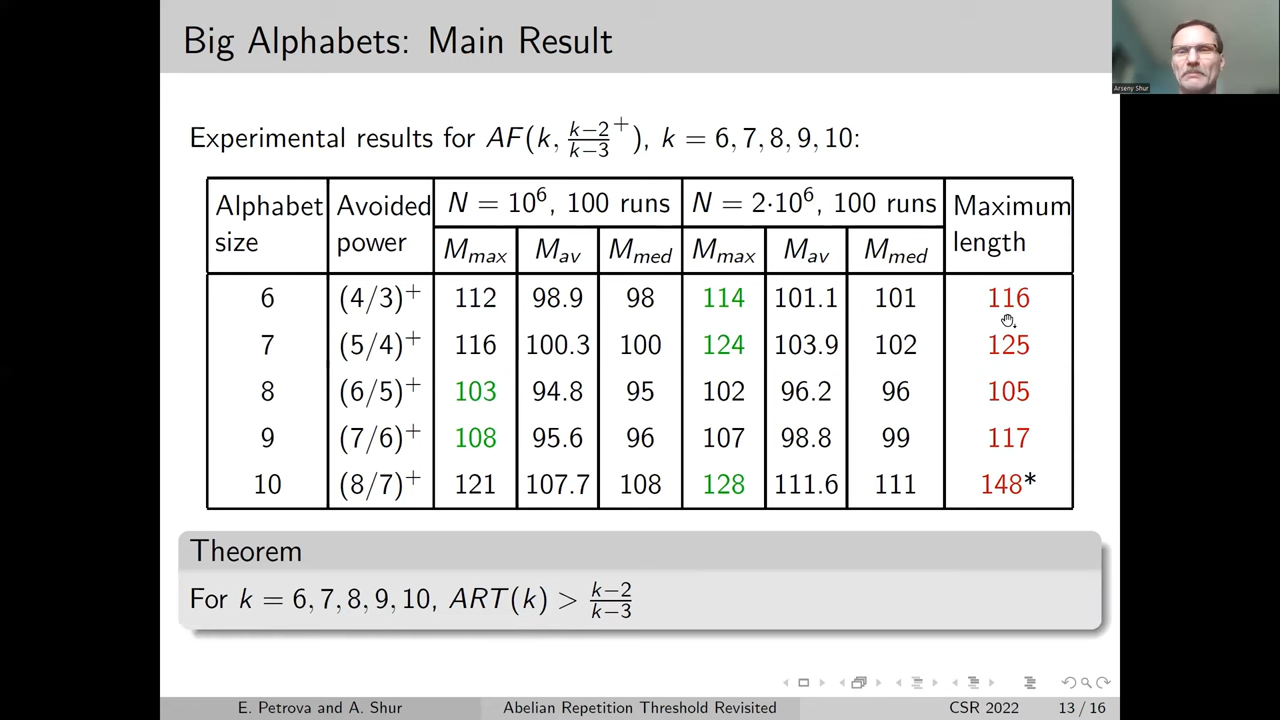 Big Alphabets: Main Result
Arseny Shur
Experimental results for AF(k, k−2/k−3⁺), k = 6, 7, 8, 9, 10:
Alphabet size Avoided power N = 10⁶, 100 runs N = 2·10⁶, 100 runs Maximum length
M_max M_av M_med M_max M_av M_med
6 (4/3)⁺ 112 98.9 98 114 101.1 101 116
7 (5/4)⁺ 116 100.3 100 124 103.9 102 125
8 (6/5)⁺ 103 94.8 95 102 96.2 96 105
9 (7/6)⁺ 108 95.6 96 107 98.8 99 117
10 (8/7)⁺ 121 107.7 108 128 111.6 111 148*
Theorem
For k = 6, 7, 8, 9, 10, ART(k) > k−2/k−3
E. Petrova and A. Shur Abelian Repetition Threshold Revisited CSR 2022 13 / 16